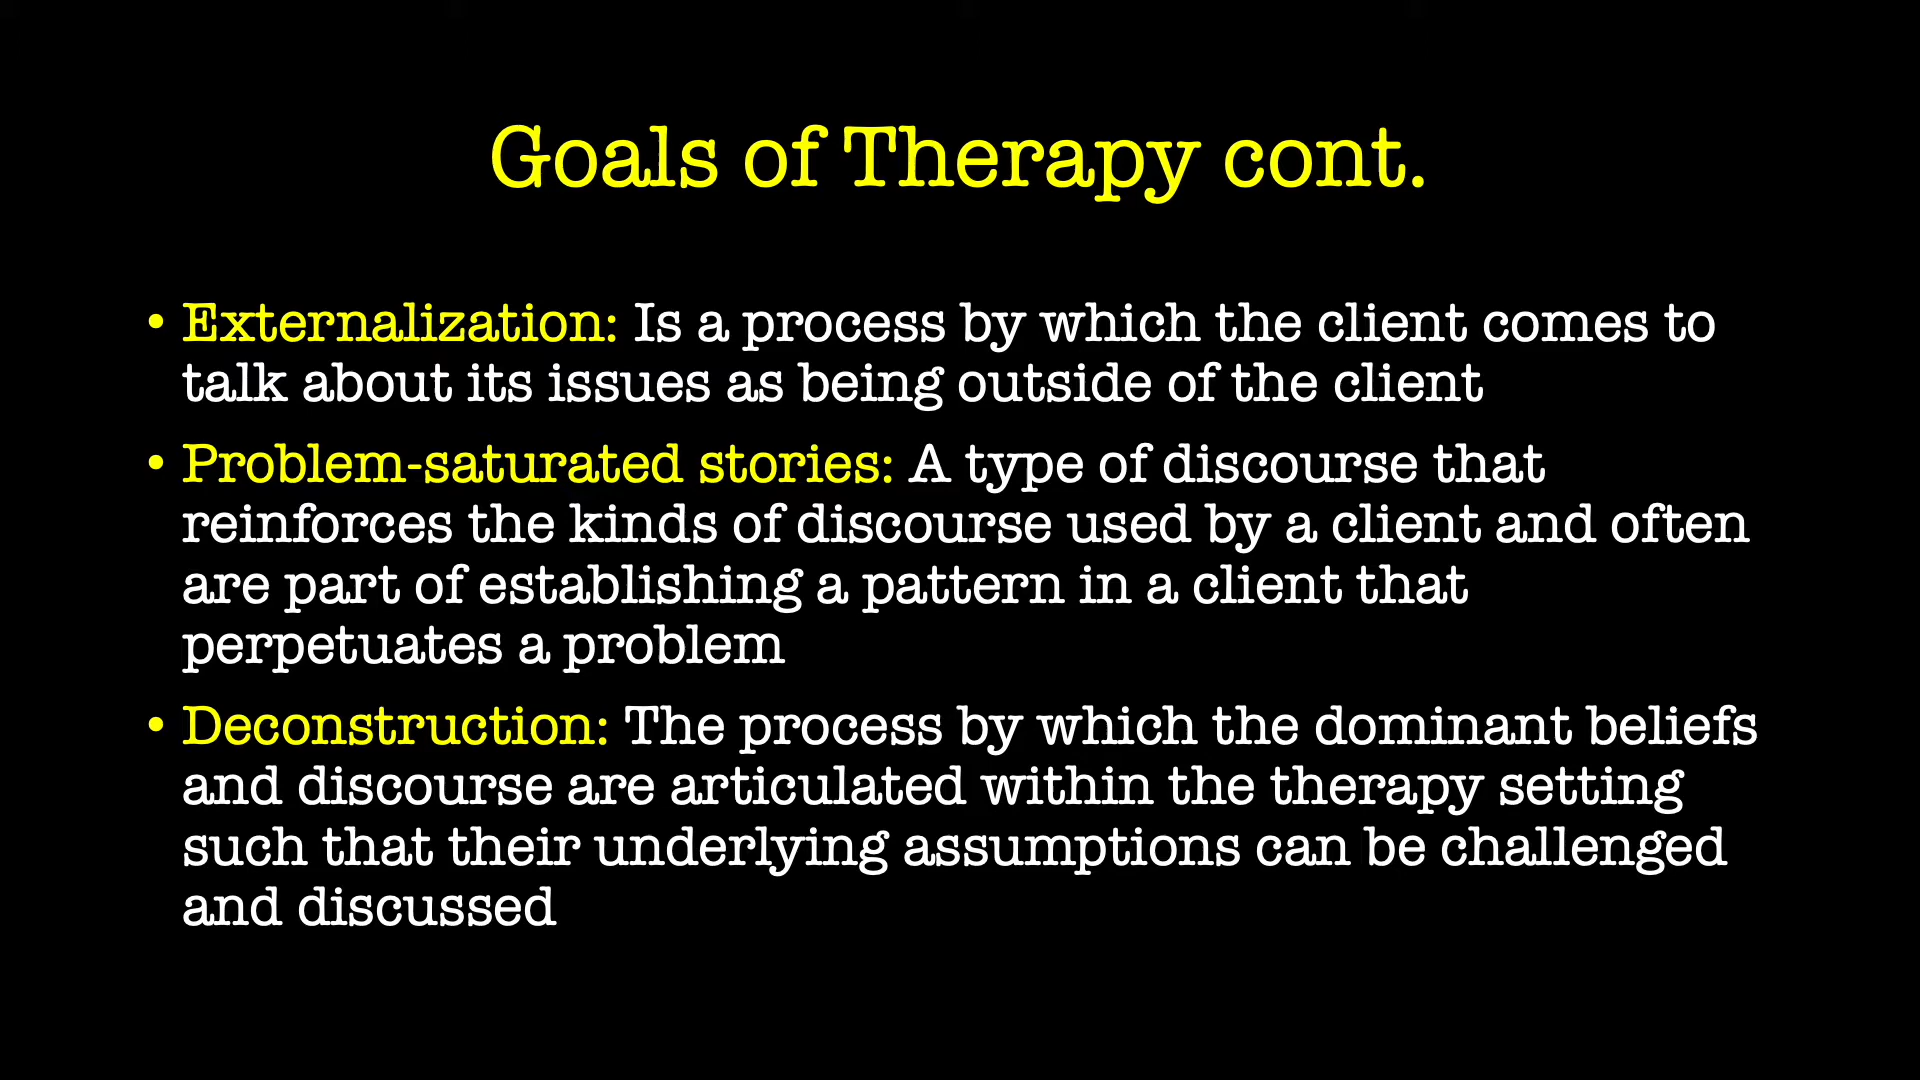 Goals of Therapy cont.
• Externalization: Is a process by which the client comes to
talk about its issues as being outside of the client
• Problem-saturated stories: A type of discourse that
reinforces the kinds of discourse used by a client and often
are part of establishing a pattern in a client that
perpetuates a problem
• Deconstruction: The process by which the dominant beliefs
and discourse are articulated within the therapy setting
such that their underlying assumptions can be challenged
and discussed